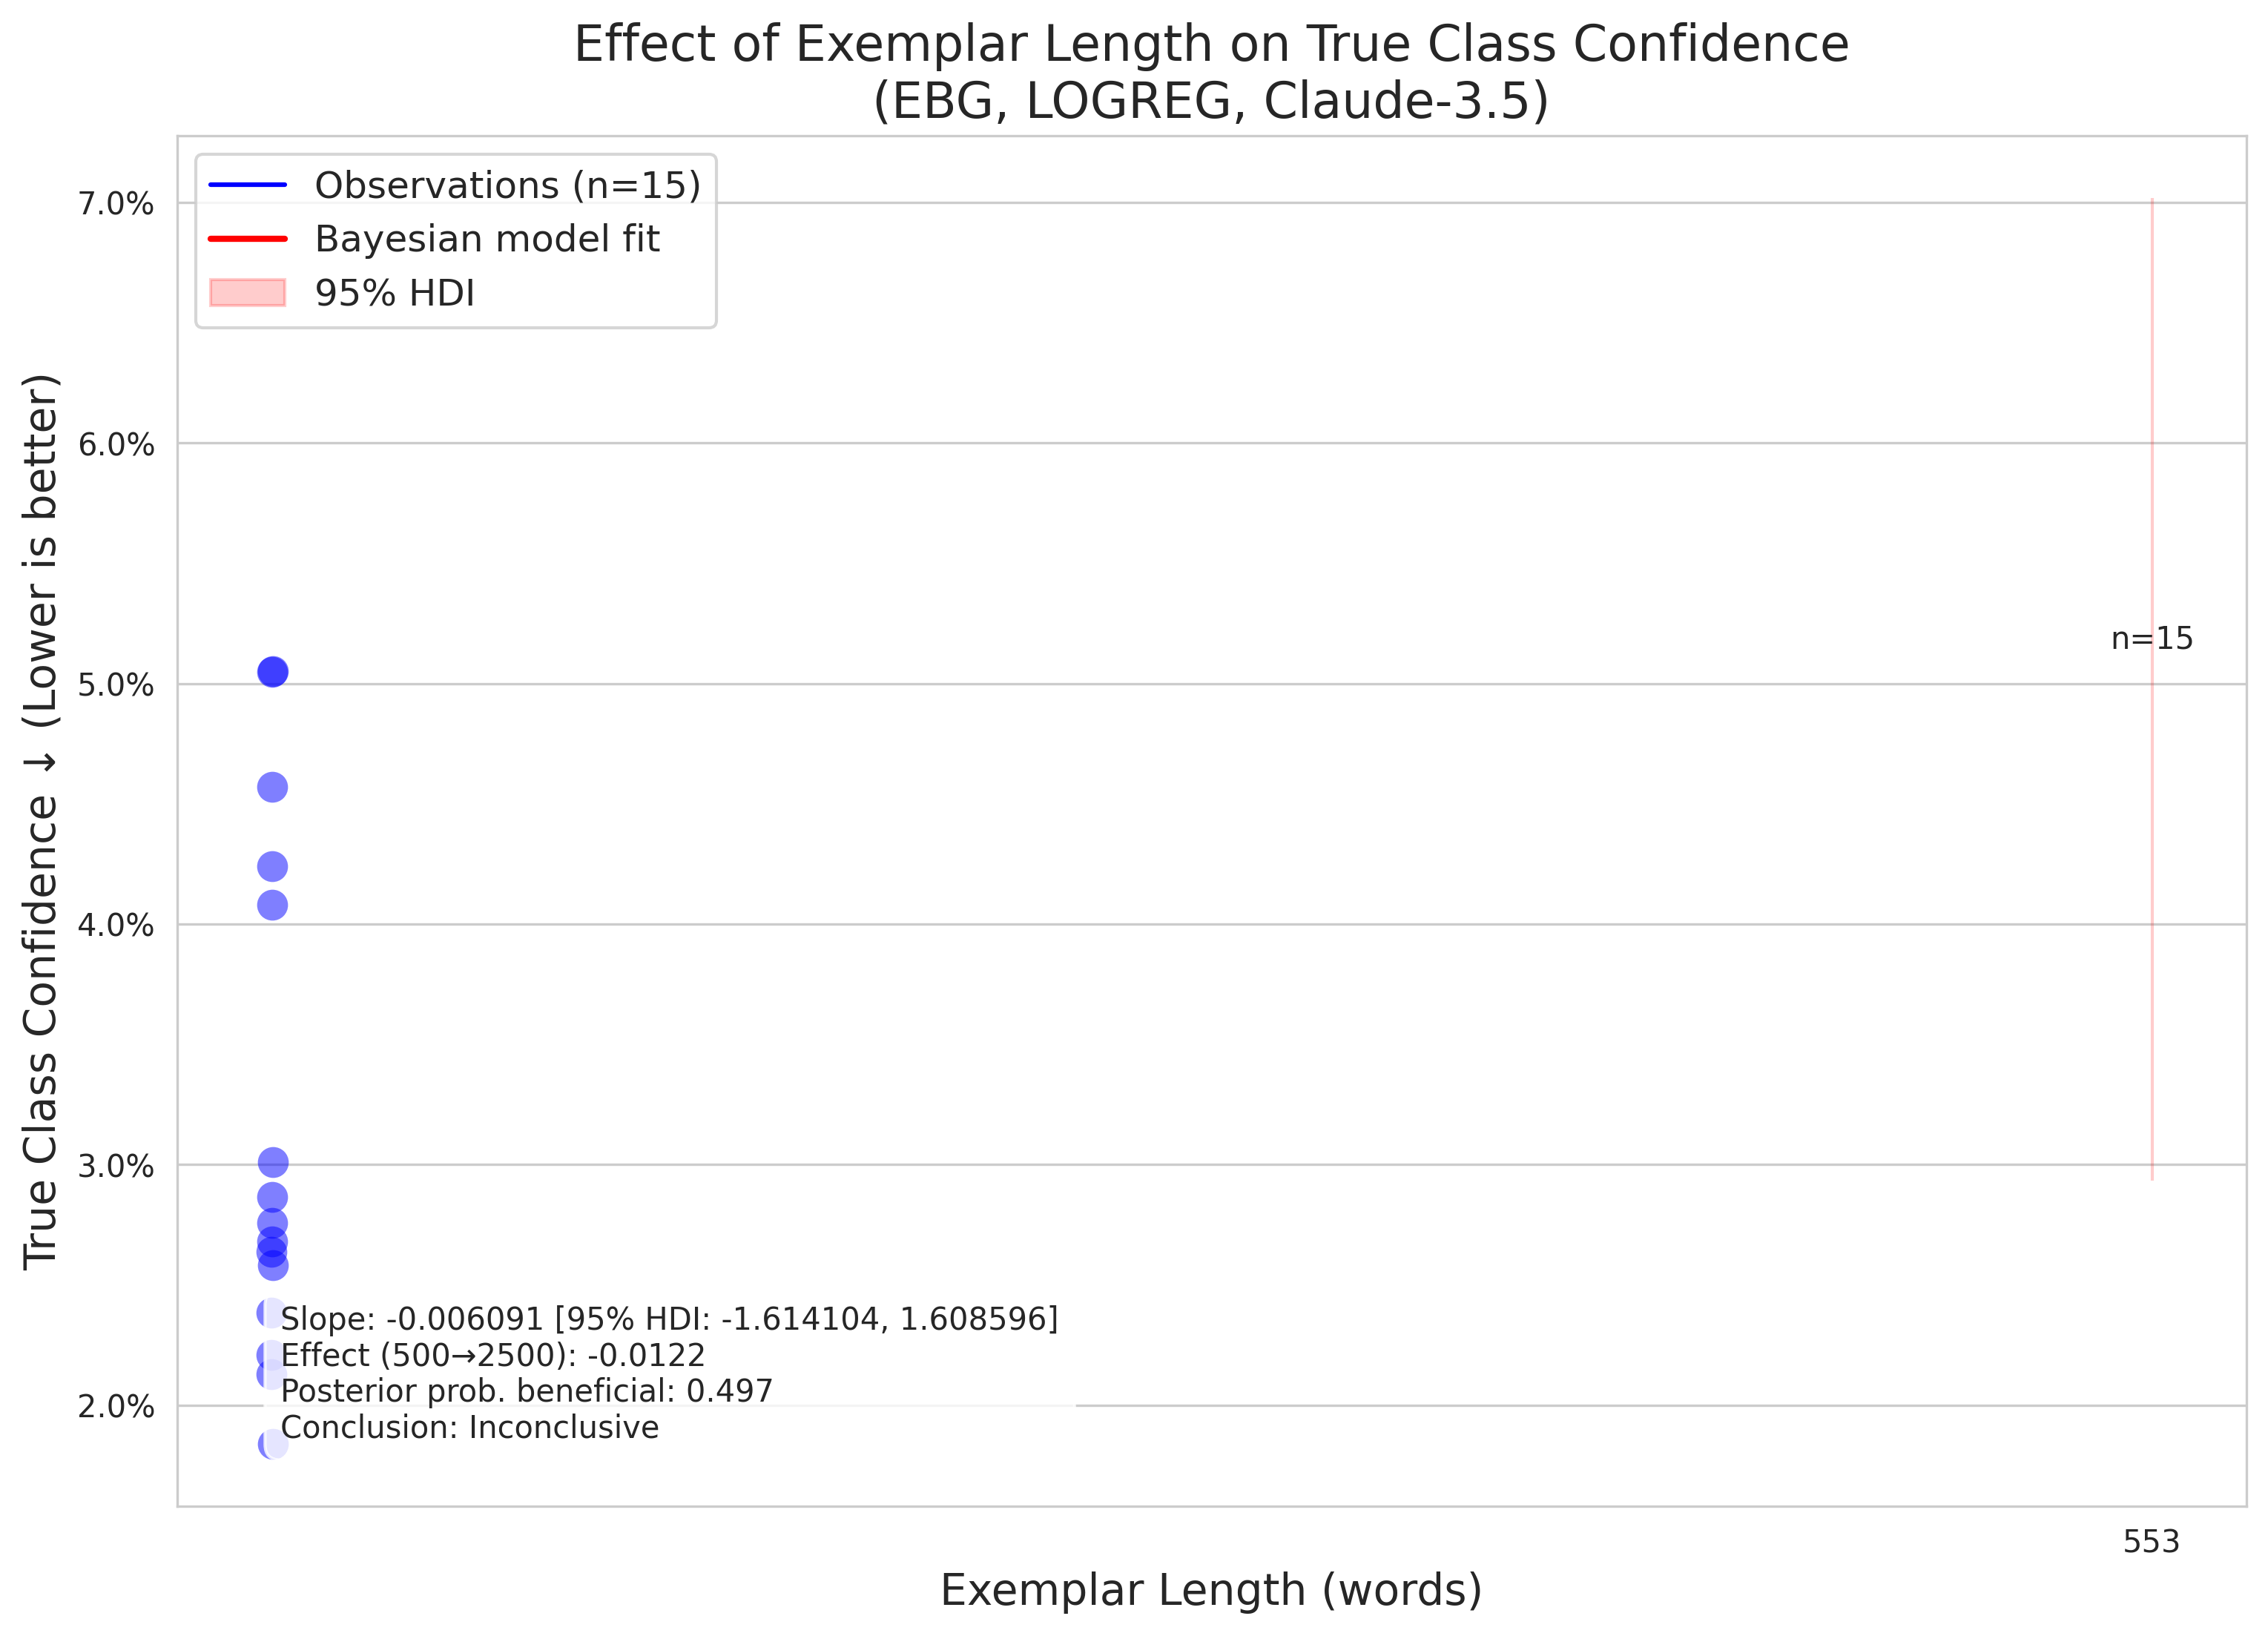 Effect of Exemplar Length on True Class Confidence
(EBG, LOGREG, Claude-3.5)
True Class Confidence ↓ (Lower is better)
7.0%
6.0%
5.0%
4.0%
3.0%
2.0%
Observations (n=15)
Bayesian model fit
95% HDI
n=15
Slope: -0.006091 [95% HDI: -1.614104, 1.608596]
Effect (500→2500): -0.0122
Posterior prob. beneficial: 0.497
Conclusion: Inconclusive
553
Exemplar Length (words)